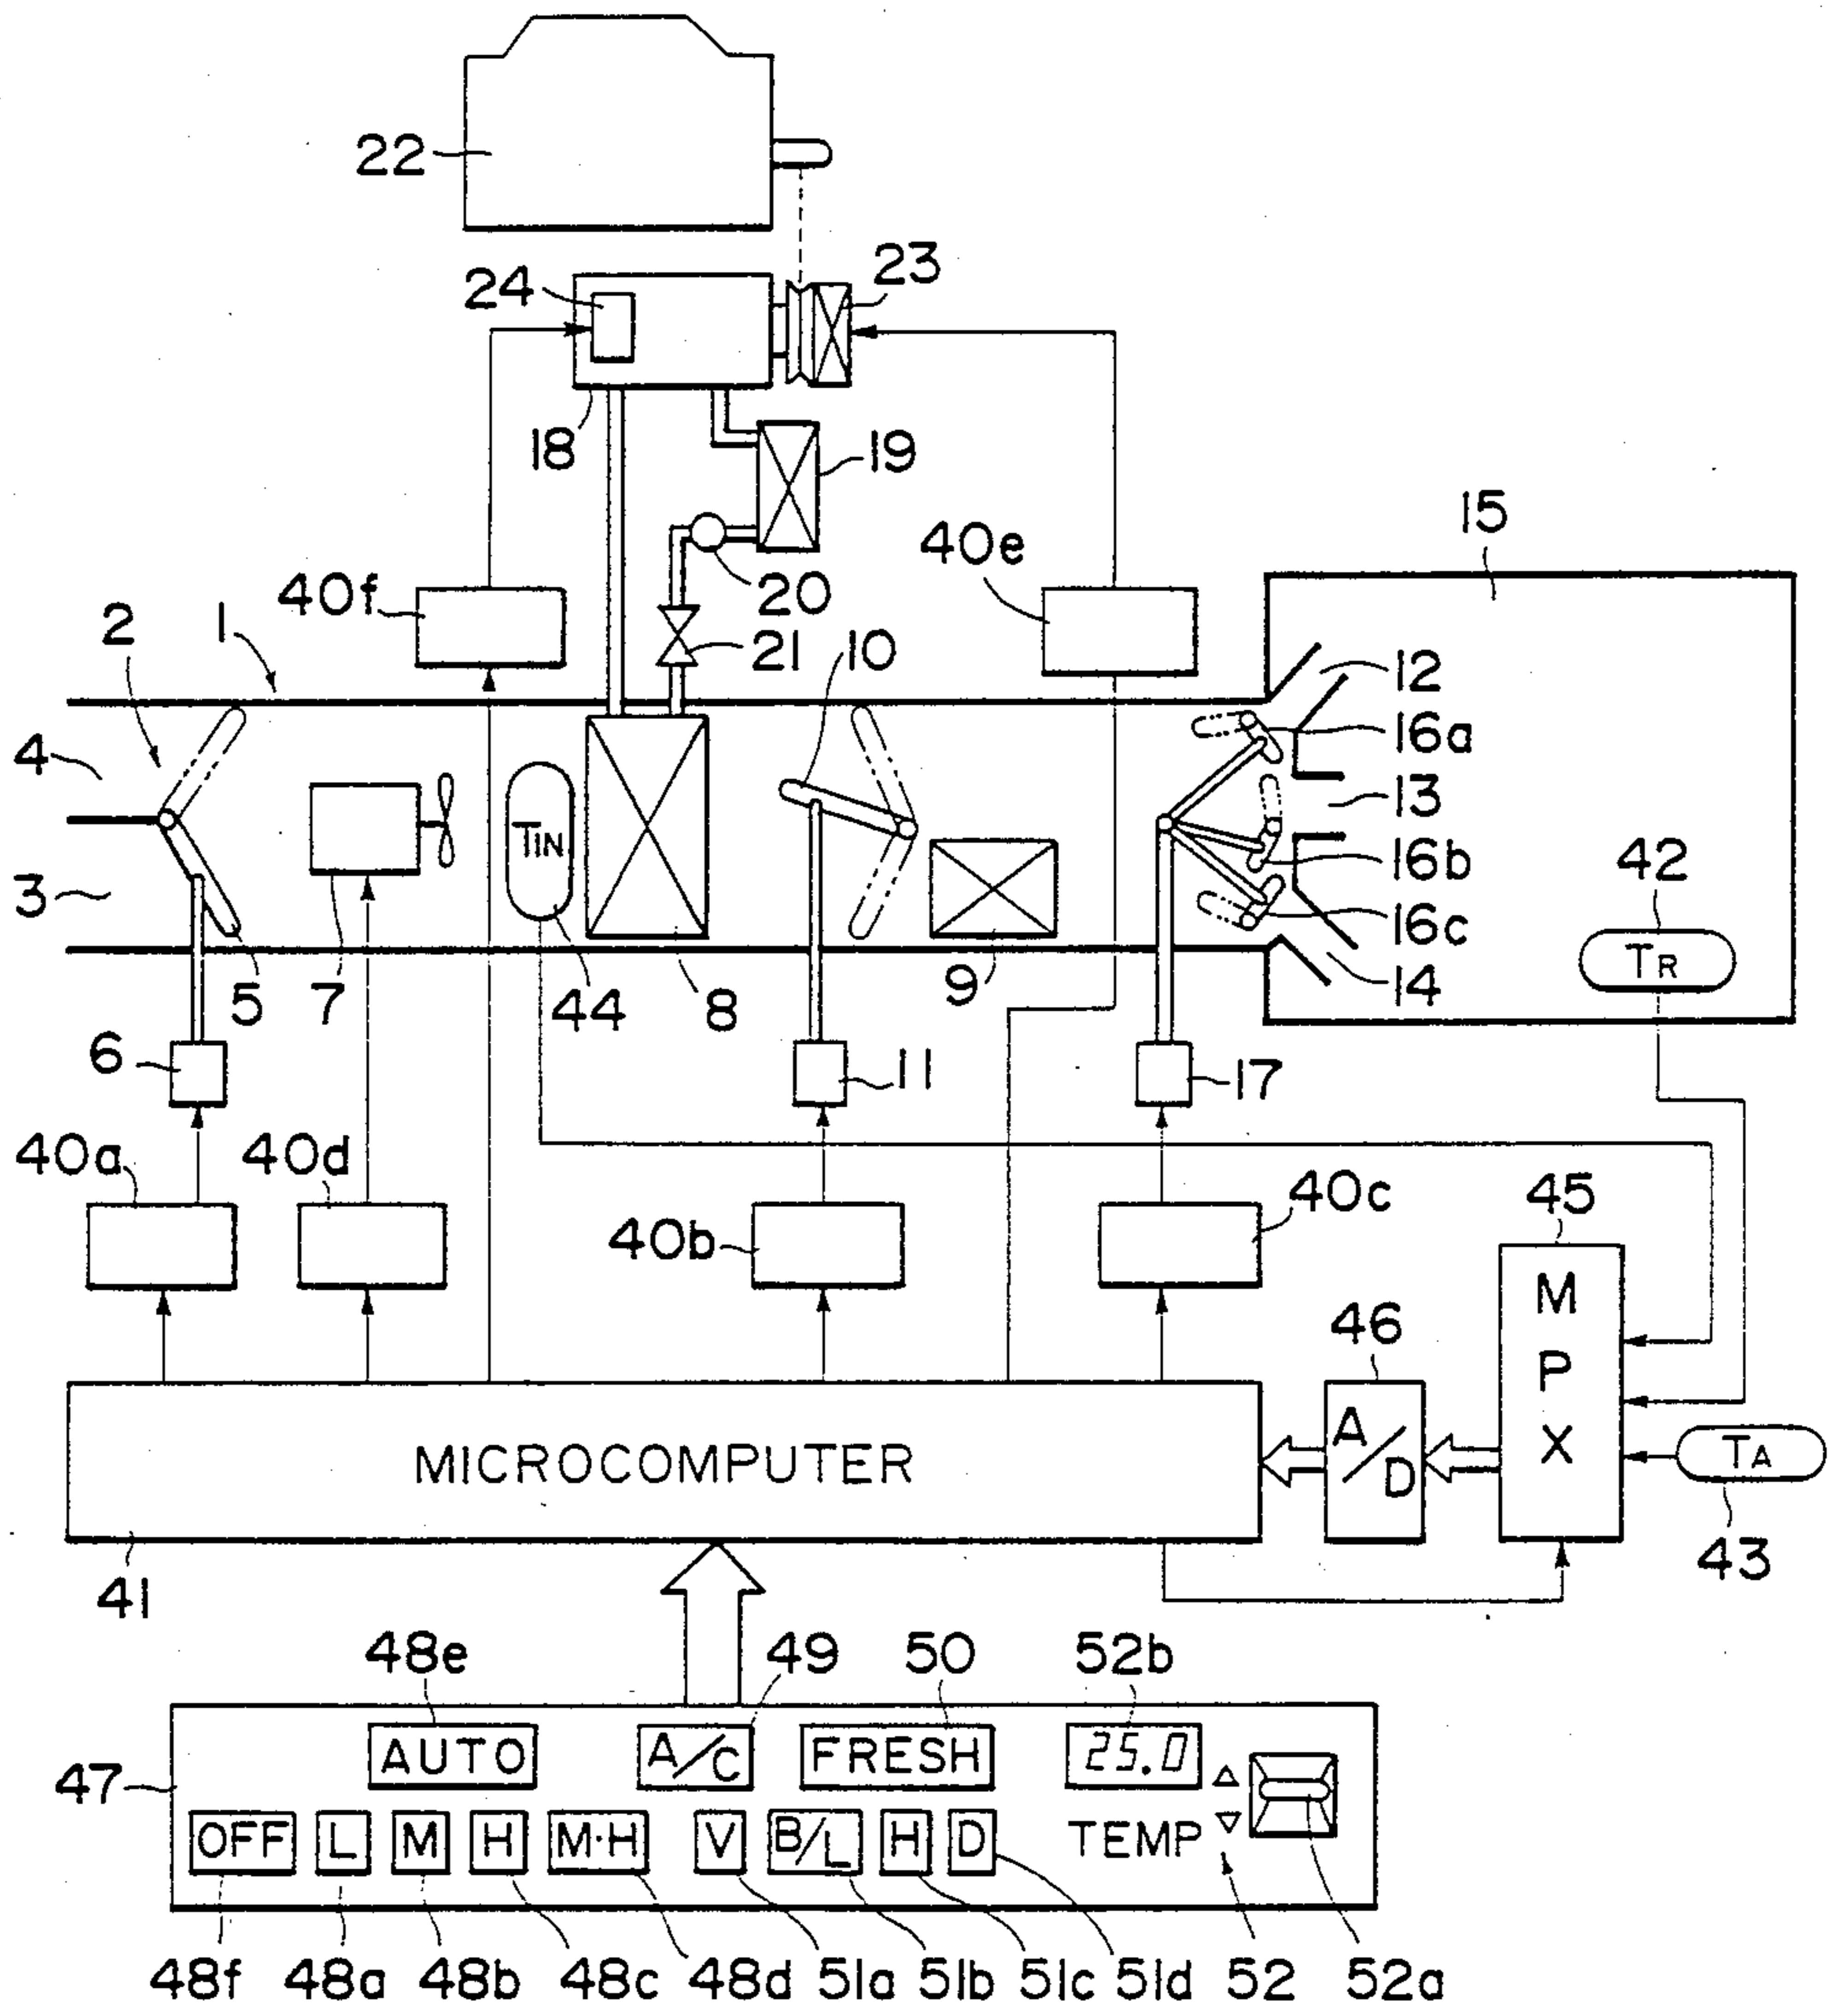 22
24
23
18
19
15
40e
20
40f
2
1
21
10
12
4
16a
13
TIN
16b
42
3
16c
TR
5
7
44
8
9
14
6
11
17
40a
40d
40c
45
40b
46
M
P
X
A/D
TA
MICROCOMPUTER
43
41
48e
49
50
52b
AUTO
A/C
FRESH
25.0
47
OFF
L
M
H
M·H
V
B/L
H
D
TEMP
48f
48a
48b
48c
48d
51a
51b
51c
51d
52
52a